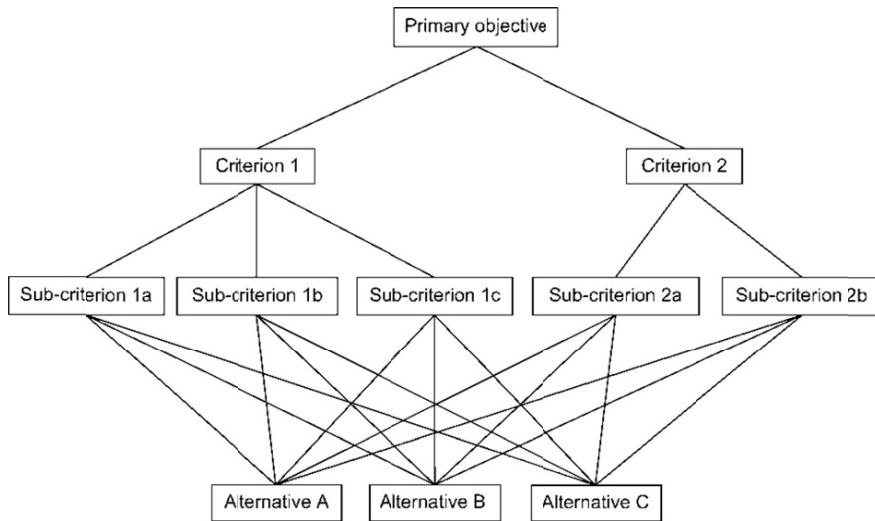 Primary objective
Criterion 1
Criterion 2
Sub-criterion 1a
Sub-criterion 1b
Sub-criterion 1c
Sub-criterion 2a
Sub-criterion 2b
Alternative A
Alternative B
Alternative C